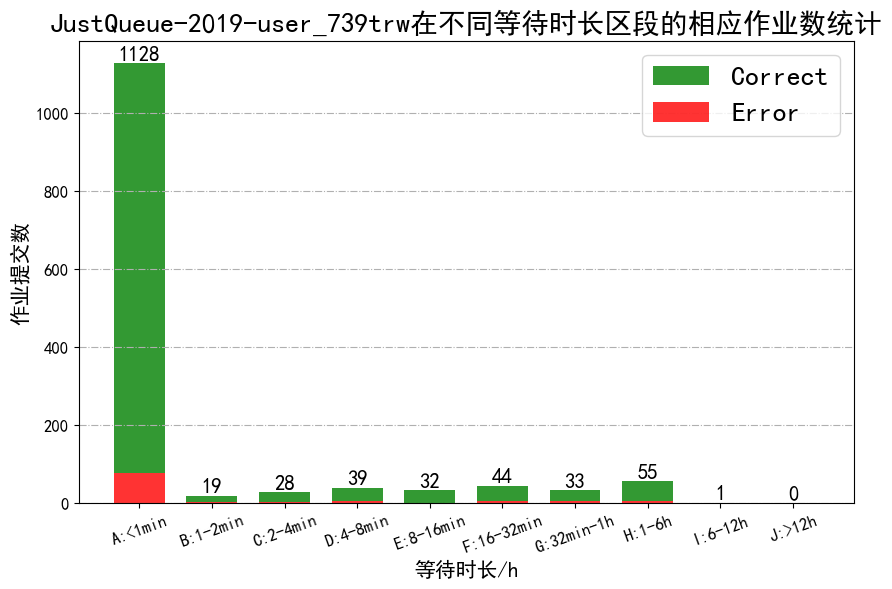 JustQueue-2019-user_739trw在不同等待时长区段的相应作业数统计
Correct
Error
作业提交数
1000
800
600
400
200
0
1128
19
28
39
32
44
33
55
1
0
A:<1min
B:1-2min
C:2-4min
D:4-8min
E:8-16min
F:16-32min
G:32min-1h
H:1-6h
I:6-12h
J:>12h
等待时长/h